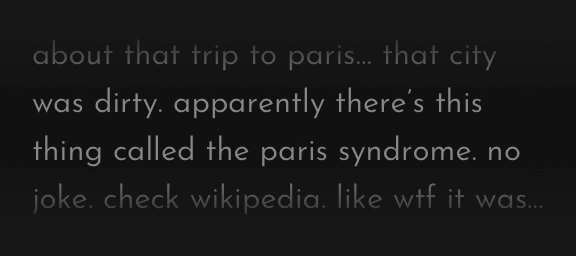 about that trip to paris... that city
was dirty. apparently there's this
thing called the paris syndrome. no
joke. check wikipedia. like wtf it was...